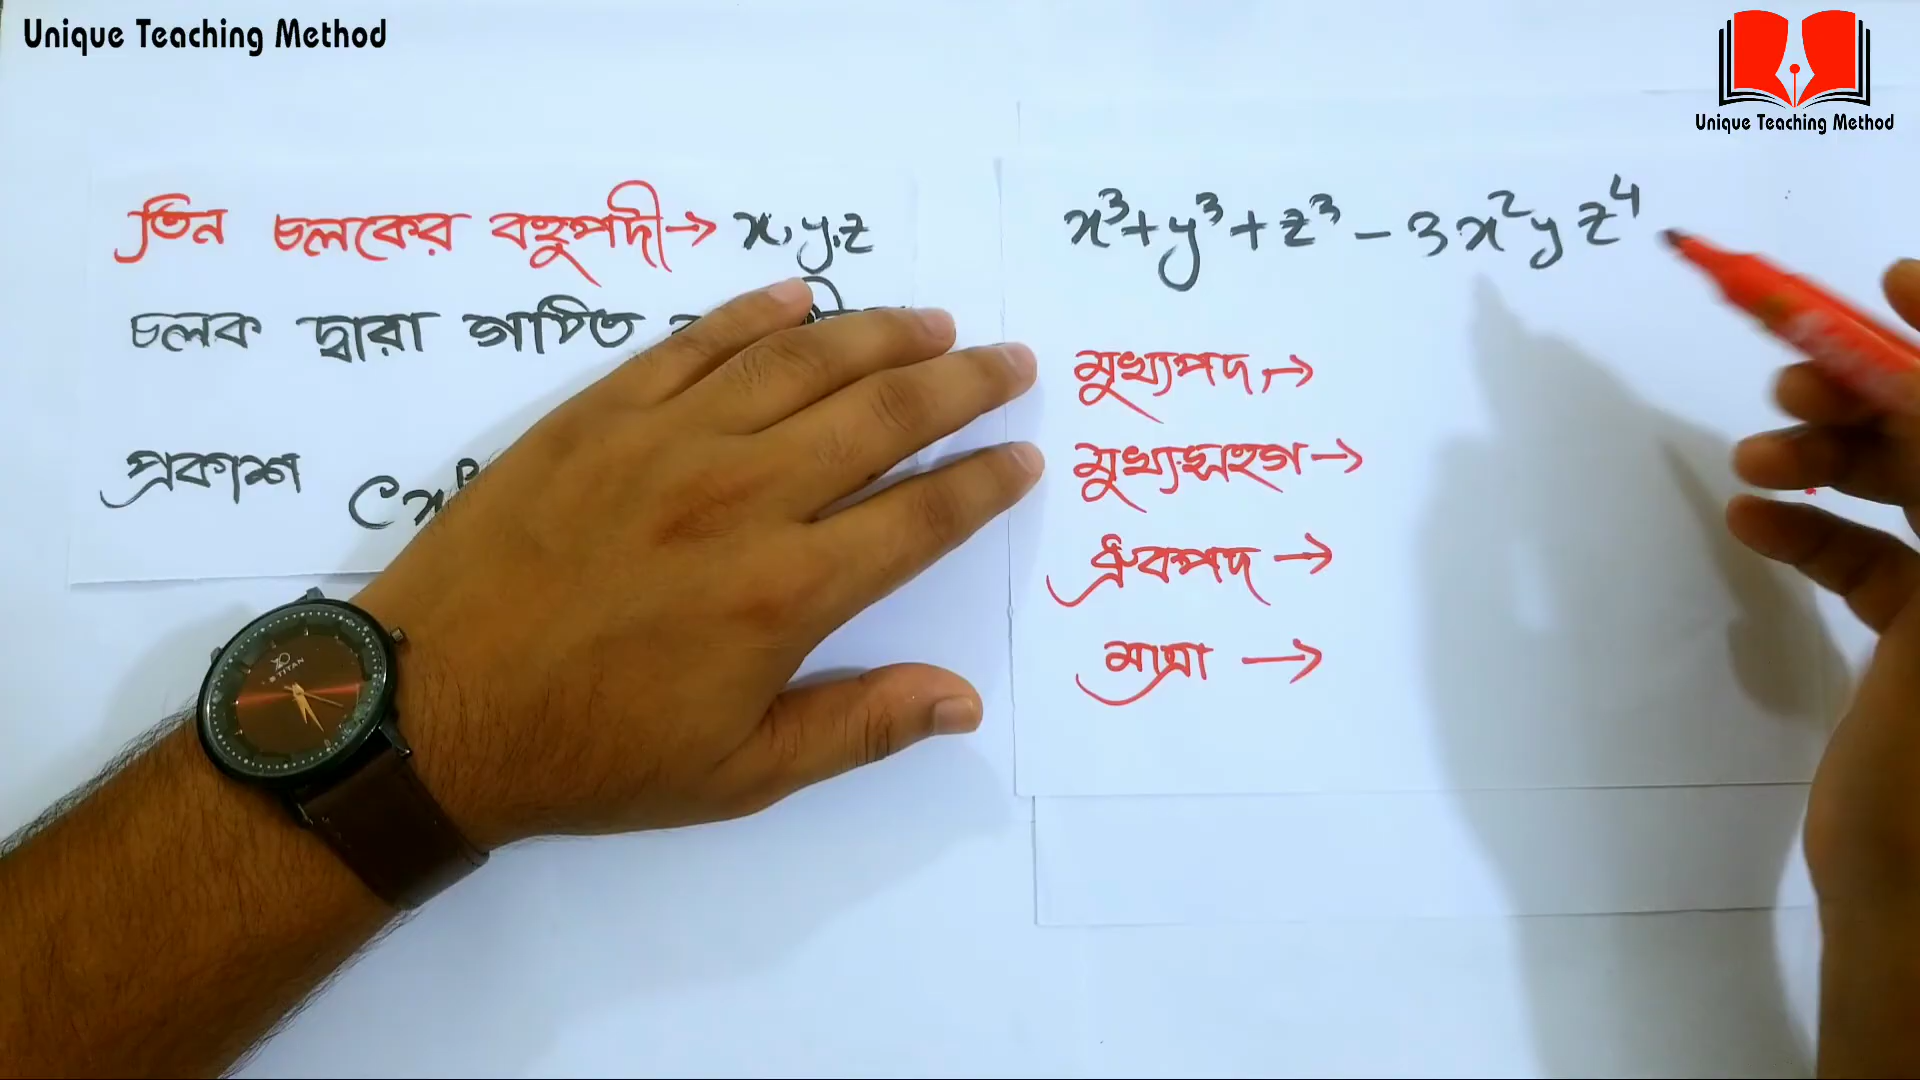 Unique Teaching Method
Unique Teaching Method
তিন চলকের বহুপদী→ x, y, z
চলক দ্বারা গঠিত
প্রকাশ Cx
x³+y³+z³-3x²yz⁴
মুখ্যপদ→
মুখ্যসহগ→
ধ্রুবপদ→
মাত্রা→